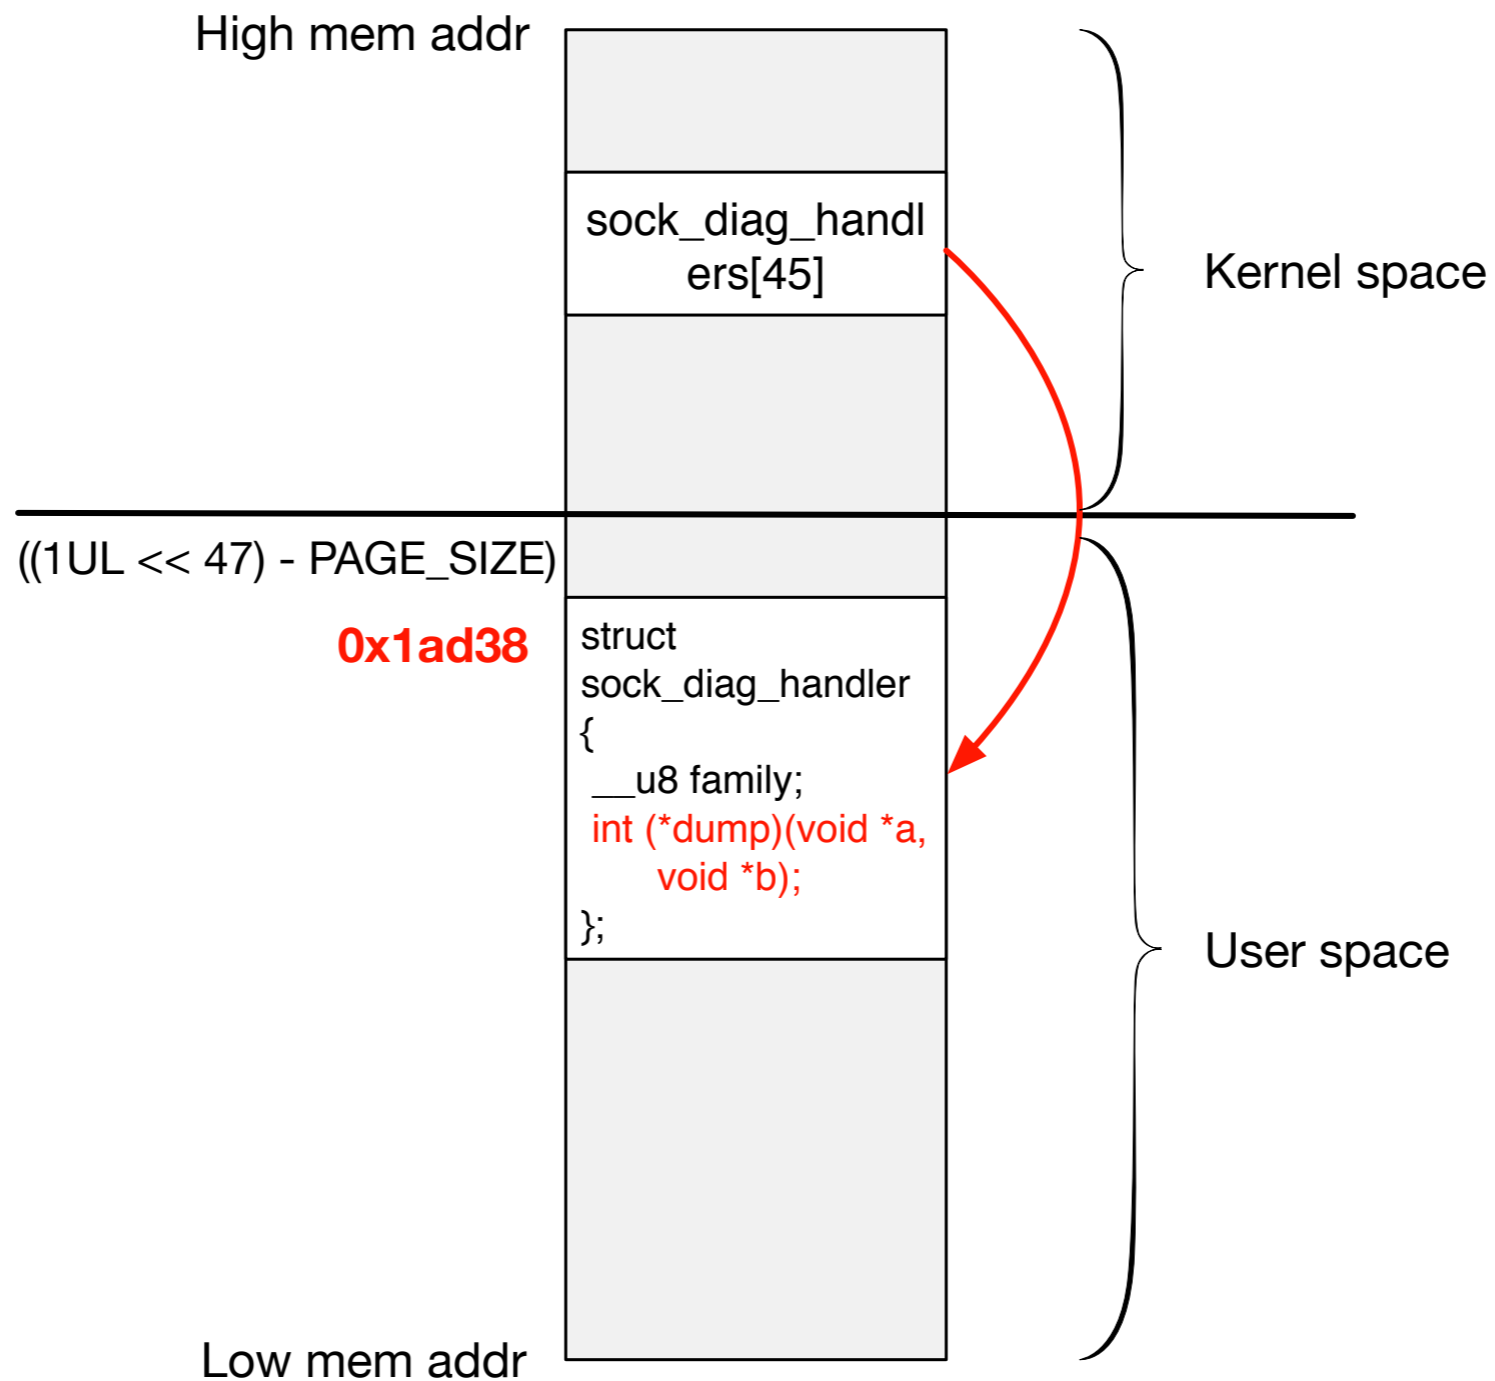 High mem addr
sock_diag_handl
ers[45]
Kernel space
((1UL << 47) - PAGE_SIZE)
0x1ad38
struct
sock_diag_handler
{
__u8 family;
int (*dump)(void *a,
void *b);
};
User space
Low mem addr